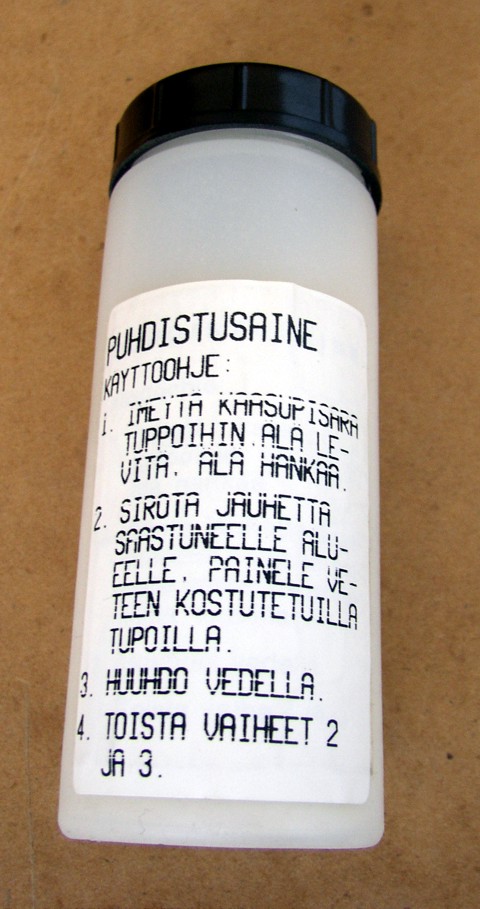 PUHDISTUSAINE
KAYTTOOHJE:
1. IMETTA KAASUPISARA
TUPPOIHIN.ALA LE-
VITA. ALA HANKAA.
2. SIROTA JAUHETTA
SAASTUNEELLE ALU-
EELLE. PAINELE VE-
TEEN KOSTUTETUILLA
TUPOILLA.
3. HUUHDO VEDELLA.
4. TOISTA VAIHEET 2
JA 3.